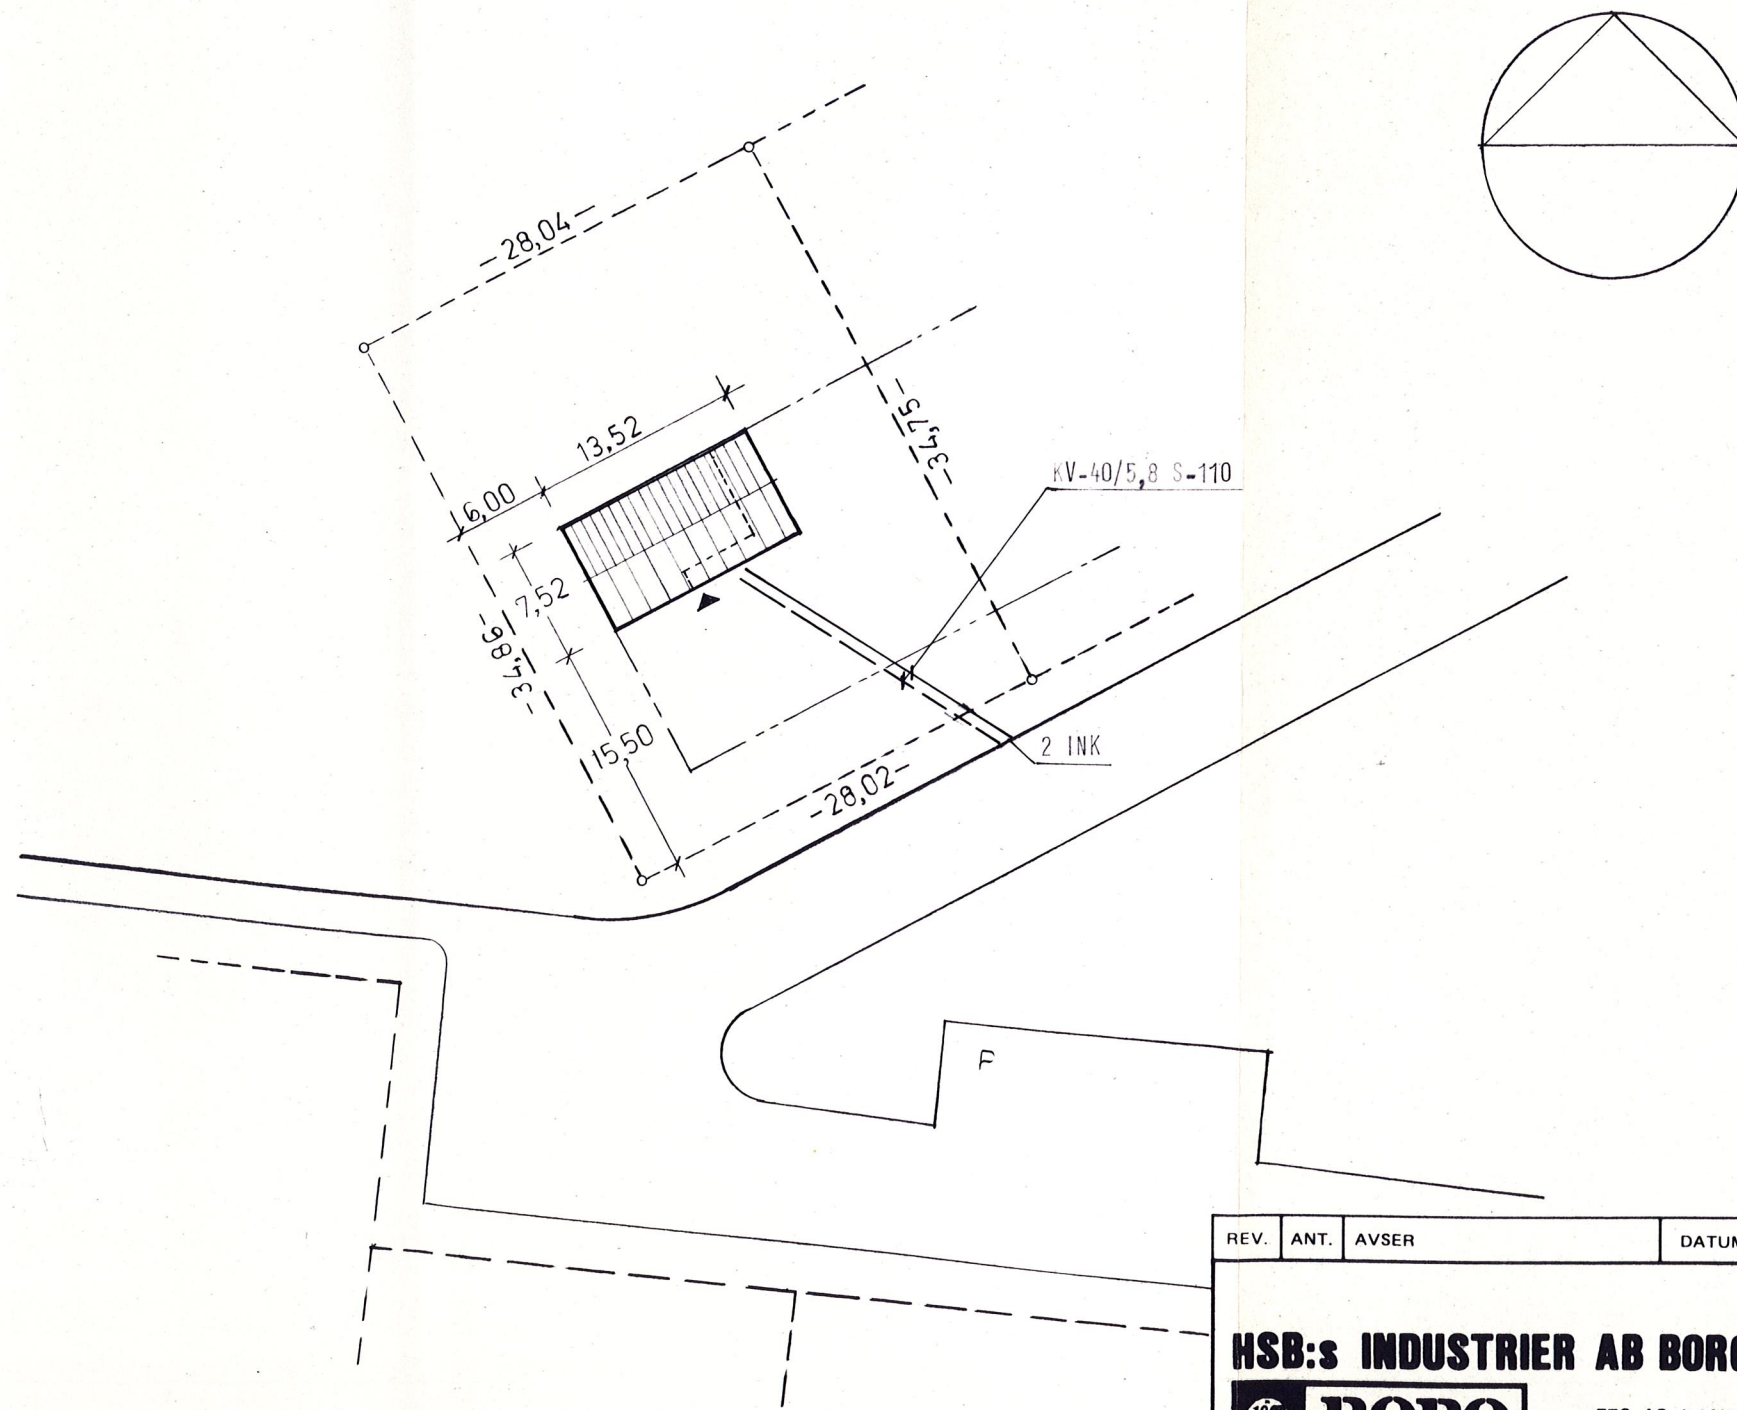 -28,04-
13,52
6,00
-34,75-
KV-40/5,8 S-110
7,52
-34,86-
15,50
2 INK
-28,02-
REV. ANT. AVSER
HSB:s INDUSTRIER AB